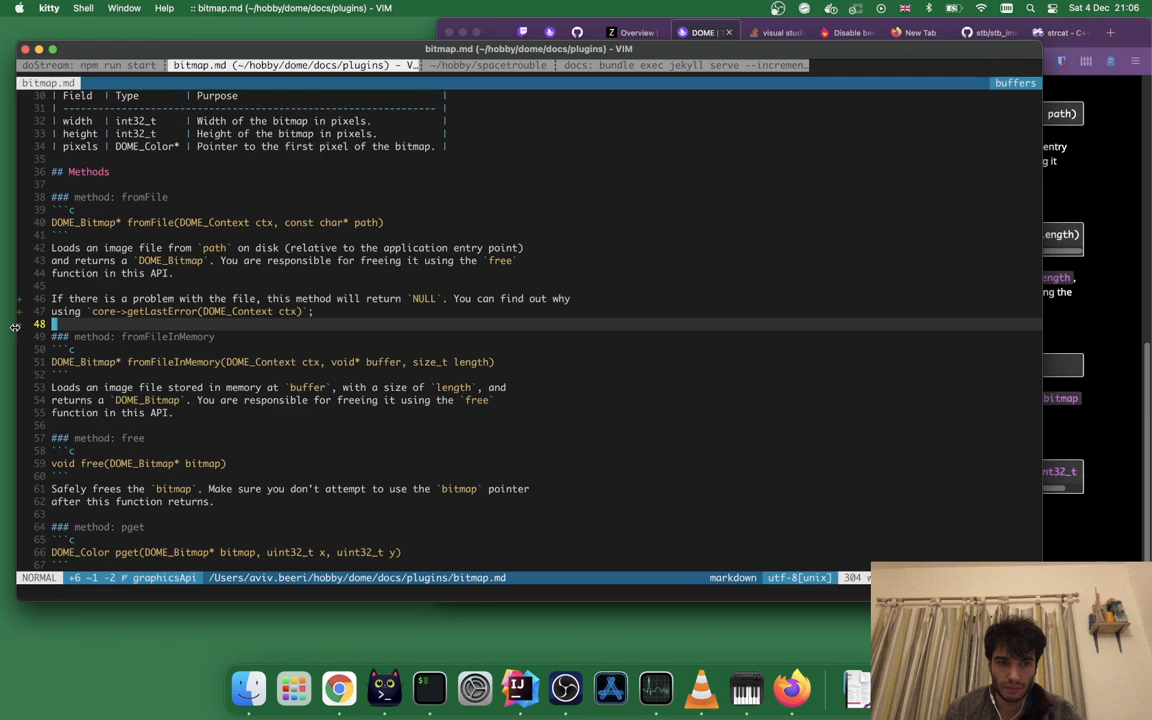 kitty Shell Window Help :: bitmap.md (~/hobby/dome/docs/plugins) - VIM
Sat 4 Dec 21:06
Overview
DOME |
visual stud
Disable be
New Tab
stb/stb_im
strcat - C+
bitmap.md (~/hobby/dome/docs/plugins) - VIM
doStream: npm run start
bitmap.md (~/hobby/dome/docs/plugins) - V…
~/hobby/spacetrouble
docs: bundle exec jekyll serve --incremen…
bitmap.md
buffers
30 | Field | Type | Purpose |
31 | ---------------------------------------------------------------- |
32 | width | int32_t | Width of the bitmap in pixels. |
33 | height | int32_t | Height of the bitmap in pixels. |
34 | pixels | DOME_Color* | Pointer to the first pixel of the bitmap. |
35
36 ## Methods
37
38 ### method: fromFile
39 ```c
40 DOME_Bitmap* fromFile(DOME_Context ctx, const char* path)
41 ```
42 Loads an image file from `path` on disk (relative to the application entry point)
43 and returns a `DOME_Bitmap`. You are responsible for freeing it using the `free`
44 function in this API.
45
+ 46 If there is a problem with the file, this method will return `NULL`. You can find out why
+ 47 using `core->getLastError(DOME_Context ctx)`;
48
49 ### method: fromFileInMemory
50 ```c
51 DOME_Bitmap* fromFileInMemory(DOME_Context ctx, void* buffer, size_t length)
52 ```
53 Loads an image file stored in memory at `buffer`, with a size of `length`, and
54 returns a `DOME_Bitmap`. You are responsible for freeing it using the `free`
55 function in this API.
56
57 ### method: free
58 ```c
59 void free(DOME_Bitmap* bitmap)
60 ```
61 Safely frees the `bitmap`. Make sure you don't attempt to use the `bitmap` pointer
62 after this function returns.
63
64 ### method: pget
65 ```c
66 DOME_Color pget(DOME_Bitmap* bitmap, uint32_t x, uint32_t y)
67 ```
NORMAL +6 ~1 -2 graphicsApi /Users/aviv.beeri/hobby/dome/docs/plugins/bitmap.md markdown utf-8[unix] 304
path)
entry
g it
ength)
ength,
ng the
bitmap
nt32_t